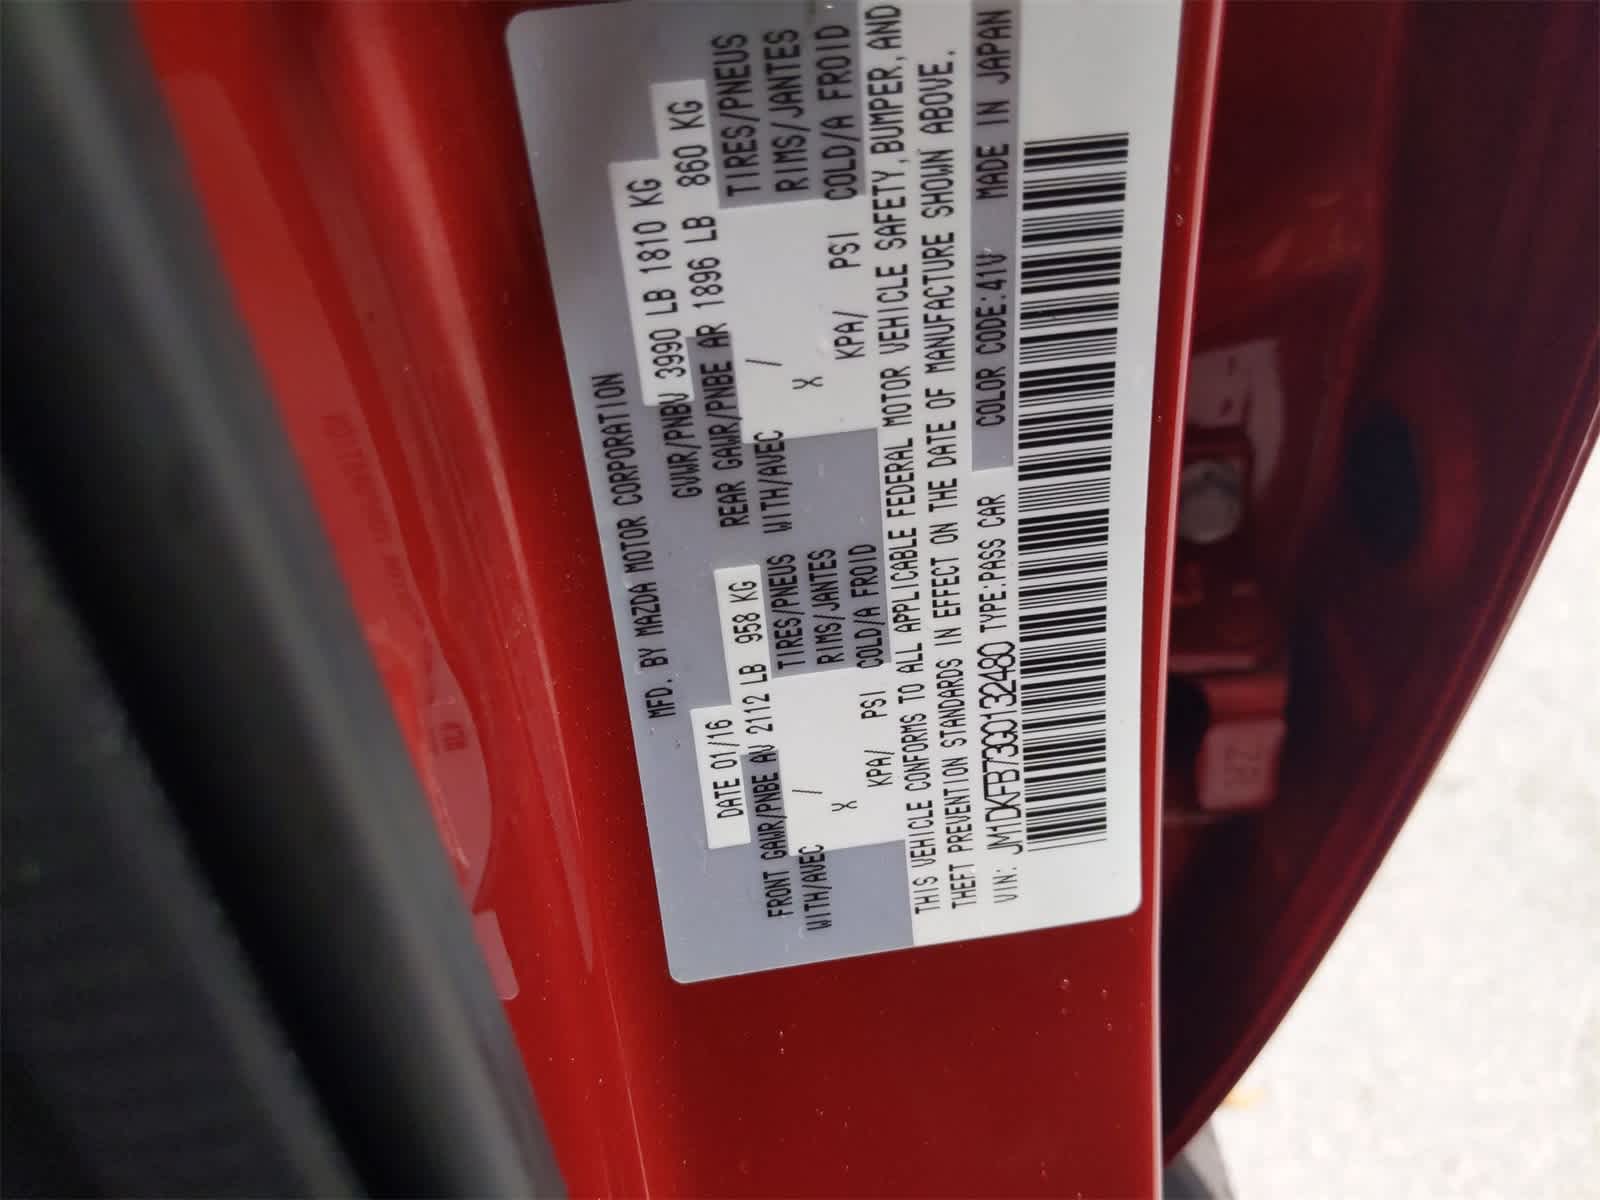 MFD. BY MAZDA MOTOR CORPORATION
DATE 01/16 GVWR/PNBV 3990 LB 1810 KG
FRONT GAWR/PNBE AV 2112 LB 958 KG REAR GAWR/PNBE AR 1896 LB 860 KG
WITH/AVEC / TIRES/PNEUS WITH/AVEC / TIRES/PNEUS
X RIMS/JANTES X RIMS/JANTES
KPA/ PSI COLD/A FROID KPA/ PSI COLD/A FROID
THIS VEHICLE CONFORMS TO ALL APPLICABLE FEDERAL MOTOR VEHICLE SAFETY, BUMPER, AND
THEFT PREVENTION STANDARDS IN EFFECT ON THE DATE OF MANUFACTURE SHOWN ABOVE.
VIN: JM1DKFB73G0132480 TYPE:PASS CAR COLOR CODE:41V MADE IN JAPAN